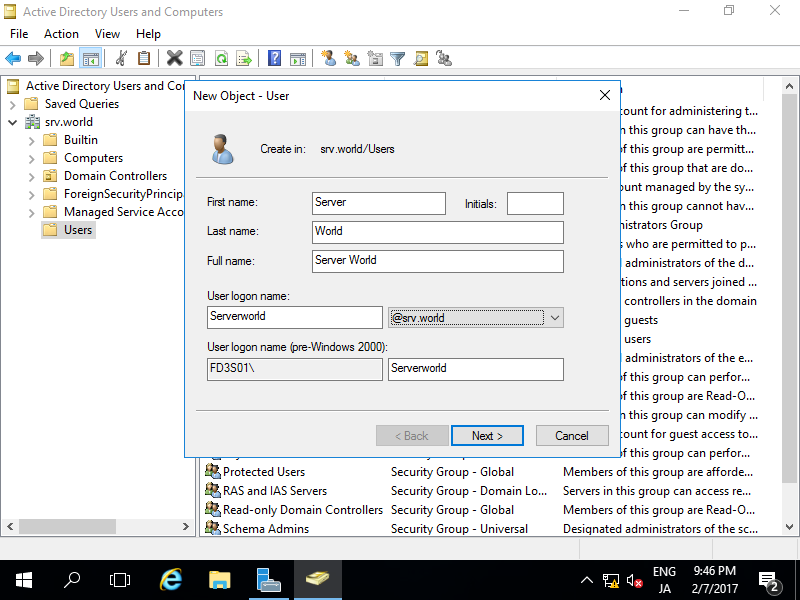 Active Directory Users and Computers
File Action View Help
Active Directory Users and Co
Saved Queries
srv.world
Builtin
Computers
Domain Controllers
ForeignSecurityPrincipa
Managed Service Acco
Users
New Object - User
Create in: srv.world/Users
First name: Server Initials:
Last name: World
Full name: Server World
User logon name:
Serverworld @srv.world
User logon name (pre-Windows 2000):
FD3S01\ Serverworld
< Back Next > Cancel
count for administering t...
n this group can have th...
of this group are permitt...
of this group that are do...
ount managed by the sy...
n this group cannot hav...
nistrators Group
s who are permitted to p...
administrators of the d...
tions and servers joined ...
controllers in the domain
guests
users
administrators of the e...
of this group can perfor...
of this group are Read-O...
n this group can modify ...
count for guest access to...
of this group can perfor...
Protected Users Security Group - Global Members of this group are afforde...
RAS and IAS Servers Security Group - Domain Lo... Servers in this group can access re...
Read-only Domain Controllers Security Group - Global Members of this group are Read-O...
Schema Admins Security Group - Universal Designated administrators of the sc...
ENG
JA
9:46 PM
2/7/2017
2